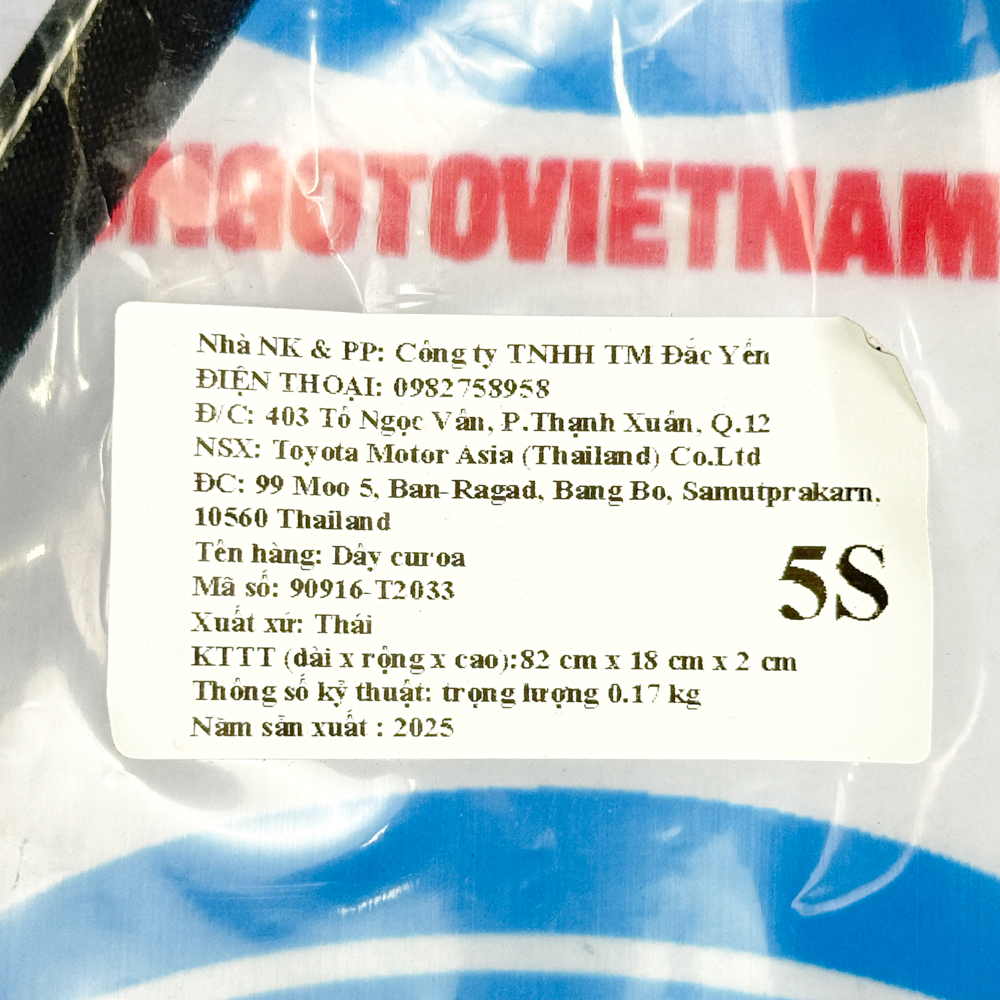 NGOTOVIETNAM
Nhà NK & PP: Công ty TNHH TM Đắc Yến
ĐIỆN THOẠI: 0982758958
Đ/C: 403 Tô Ngọc Vân, P.Thạnh Xuân, Q.12
NSX: Toyota Motor Asia (Thailand) Co.Ltd
ĐC: 99 Moo 5, Ban-Ragad, Bang Bo, Samutprakarn,
10560 Thailand
Tên hàng: Dây curoa
5S
Mã số: 90916-T2033
Xuất xứ: Thái
KTTT (dài x rộng x cao):82 cm x 18 cm x 2 cm
Thông số kỹ thuật: trọng lượng 0.17 kg
Năm sản xuất : 2025